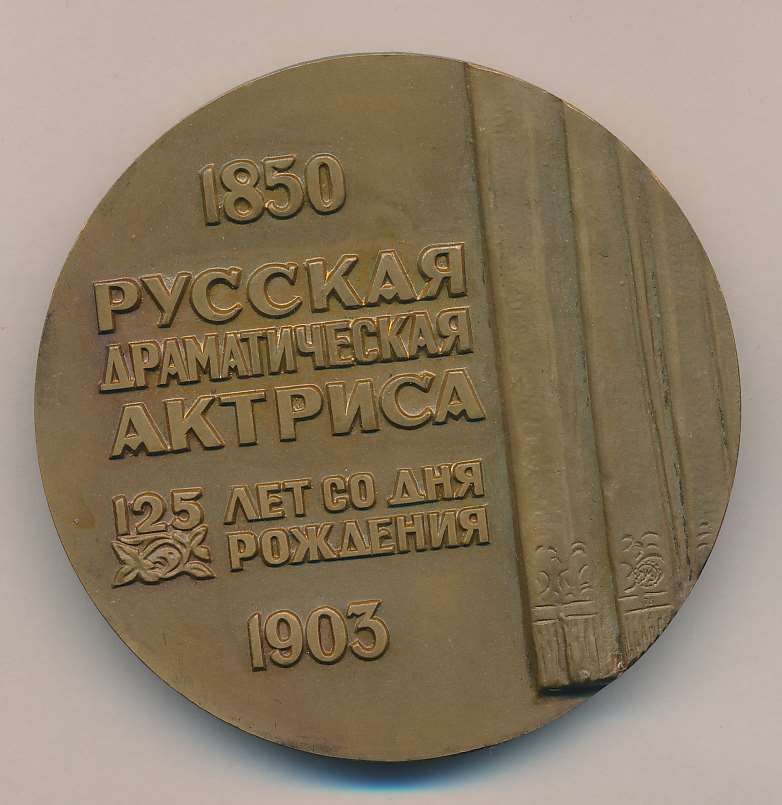 1850
РУССКАЯ
ДРАМАТИЧЕСКАЯ
АКТРИСА
125 ЛЕТ СО ДНЯ
РОЖДЕНИЯ
1903